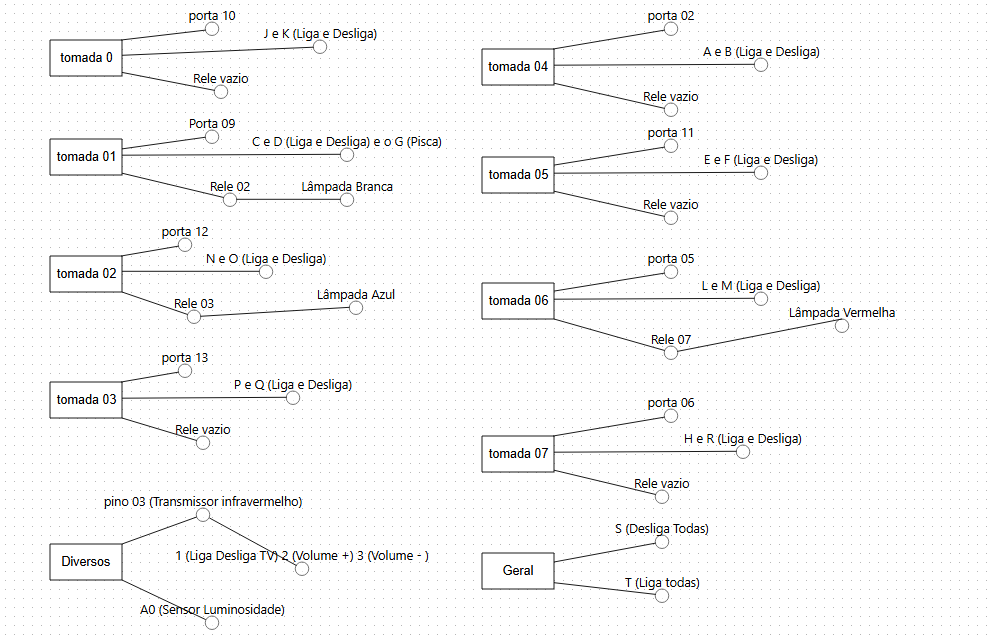 porta 10
J e K (Liga e Desliga)
tomada 0
Rele vazio
Porta 09
C e D (Liga e Desliga) e o G (Pisca)
tomada 01
Rele 02
Lâmpada Branca
porta 12
N e O (Liga e Desliga)
tomada 02
Rele 03
Lâmpada Azul
porta 13
P e Q (Liga e Desliga)
tomada 03
Rele vazio
pino 03 (Transmissor infravermelho)
1 (Liga Desliga TV) 2 (Volume +) 3 (Volume - )
Diversos
A0 (Sensor Luminosidade)
porta 02
A e B (Liga e Desliga)
tomada 04
Rele vazio
porta 11
E e F (Liga e Desliga)
tomada 05
Rele vazio
porta 05
L e M (Liga e Desliga)
tomada 06
Lâmpada Vermelha
Rele 07
porta 06
H e R (Liga e Desliga)
tomada 07
Rele vazio
S (Desliga Todas)
Geral
T (Liga todas)